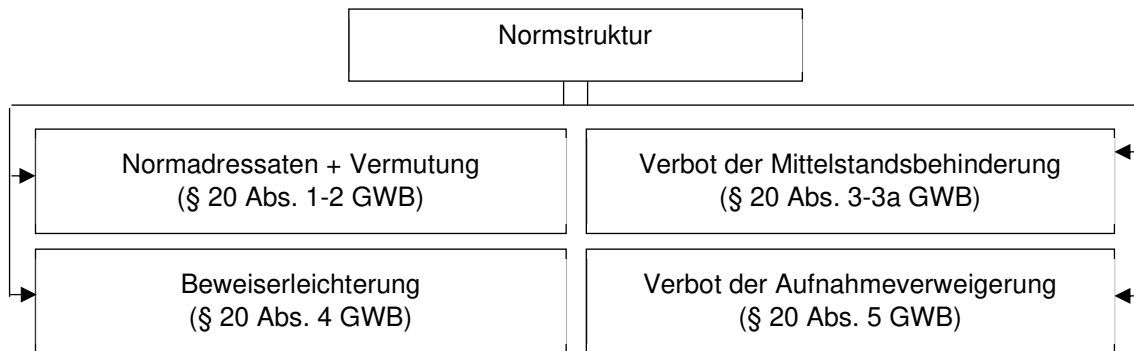 Normstruktur
Normadressaten + Vermutung
(§ 20 Abs. 1-2 GWB)
Verbot der Mittelstandsbehinderung
(§ 20 Abs. 3-3a GWB)
Beweiserleichterung
(§ 20 Abs. 4 GWB)
Verbot der Aufnahmeverweigerung
(§ 20 Abs. 5 GWB)